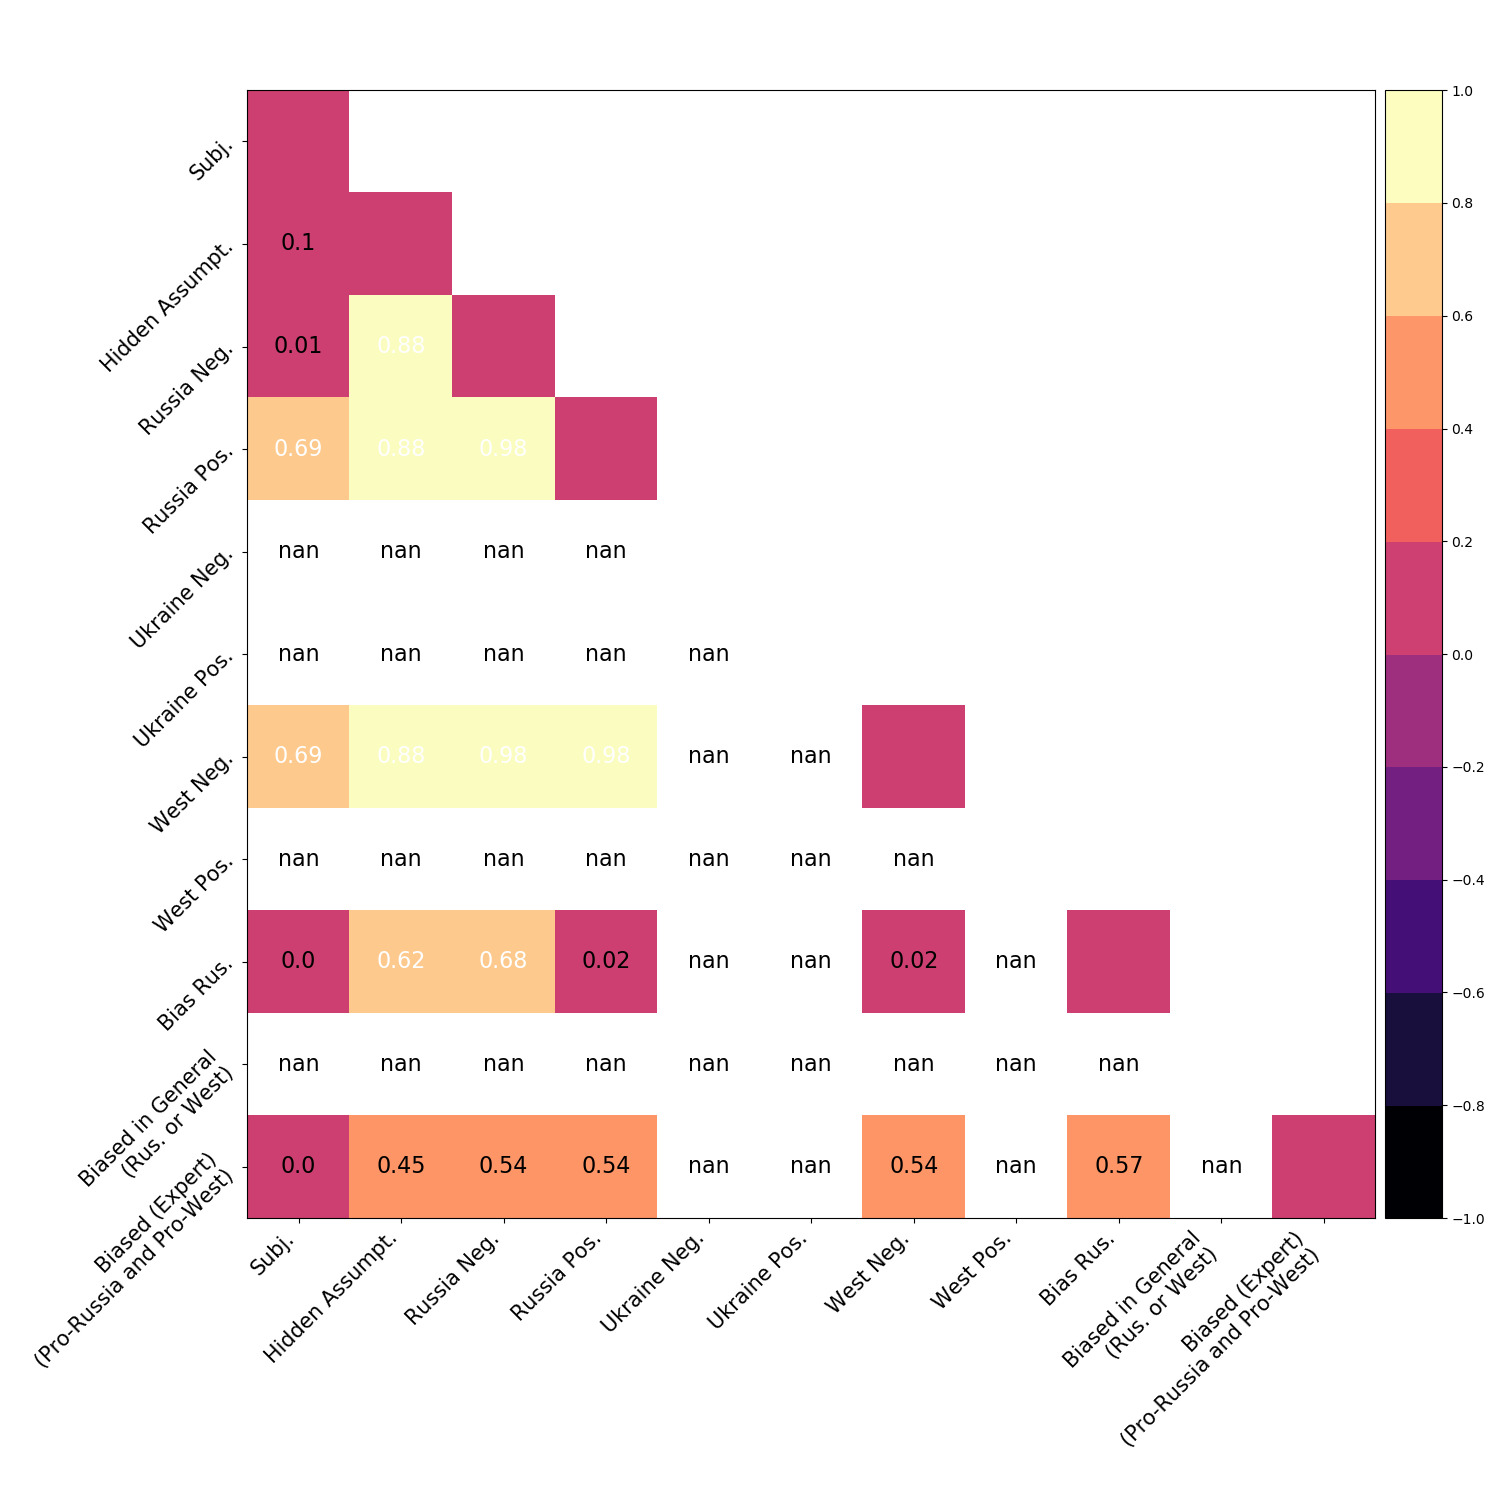 1.0
Subj.
0.8
Hidden Assumpt.
0.1
Russia Neg.
0.01 0.88
0.6
Russia Pos.
0.69 0.88 0.98
0.4
Ukraine Neg.
nan nan nan nan
0.2
Ukraine Pos.
nan nan nan nan nan
0.0
West Neg.
0.69 0.88 0.98 0.98 nan nan
−0.2
West Pos.
nan nan nan nan nan nan nan
−0.4
Bias Rus.
0.0 0.62 0.68 0.02 nan nan 0.02 nan
−0.6
Biased in General
(Rus. or West)
nan nan nan nan nan nan nan nan nan
−0.8
Biased (Expert)
(Pro-Russia and Pro-West)
0.0 0.45 0.54 0.54 nan nan 0.54 nan 0.57 nan
−1.0
Subj.
Hidden Assumpt.
Russia Neg.
Russia Pos.
Ukraine Neg.
Ukraine Pos.
West Neg.
West Pos.
Bias Rus.
Biased in General
(Rus. or West)
Biased (Expert)
(Pro-Russia and Pro-West)